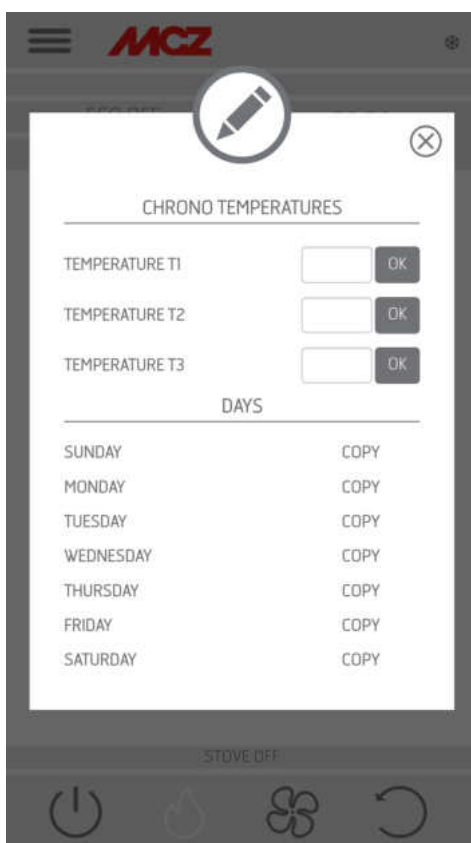 MCZ
CHRONO TEMPERATURES
TEMPERATURE T1 OK
TEMPERATURE T2 OK
TEMPERATURE T3 OK
DAYS
SUNDAY COPY
MONDAY COPY
TUESDAY COPY
WEDNESDAY COPY
THURSDAY COPY
FRIDAY COPY
SATURDAY COPY
STOVE OFF